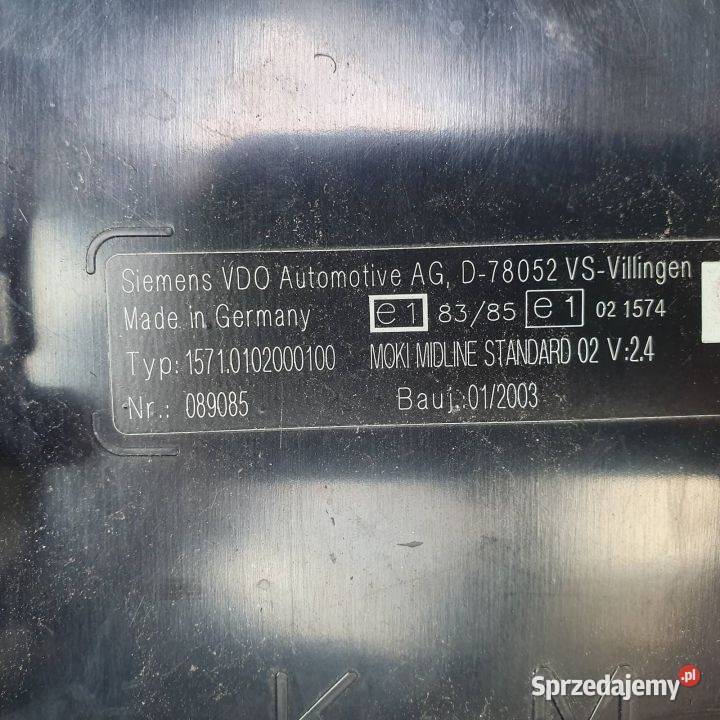 Siemens VDO Automotive AG, D-78052 VS-Villingen
Made in Germany e1 83/85 e1 02 1574
Typ: 1571.0102000100 MOKI MIDLINE STANDARD 02 V:2.4
Nr.: 089085 Bauj.:01/2003
K M
Sprzedajemy.pl